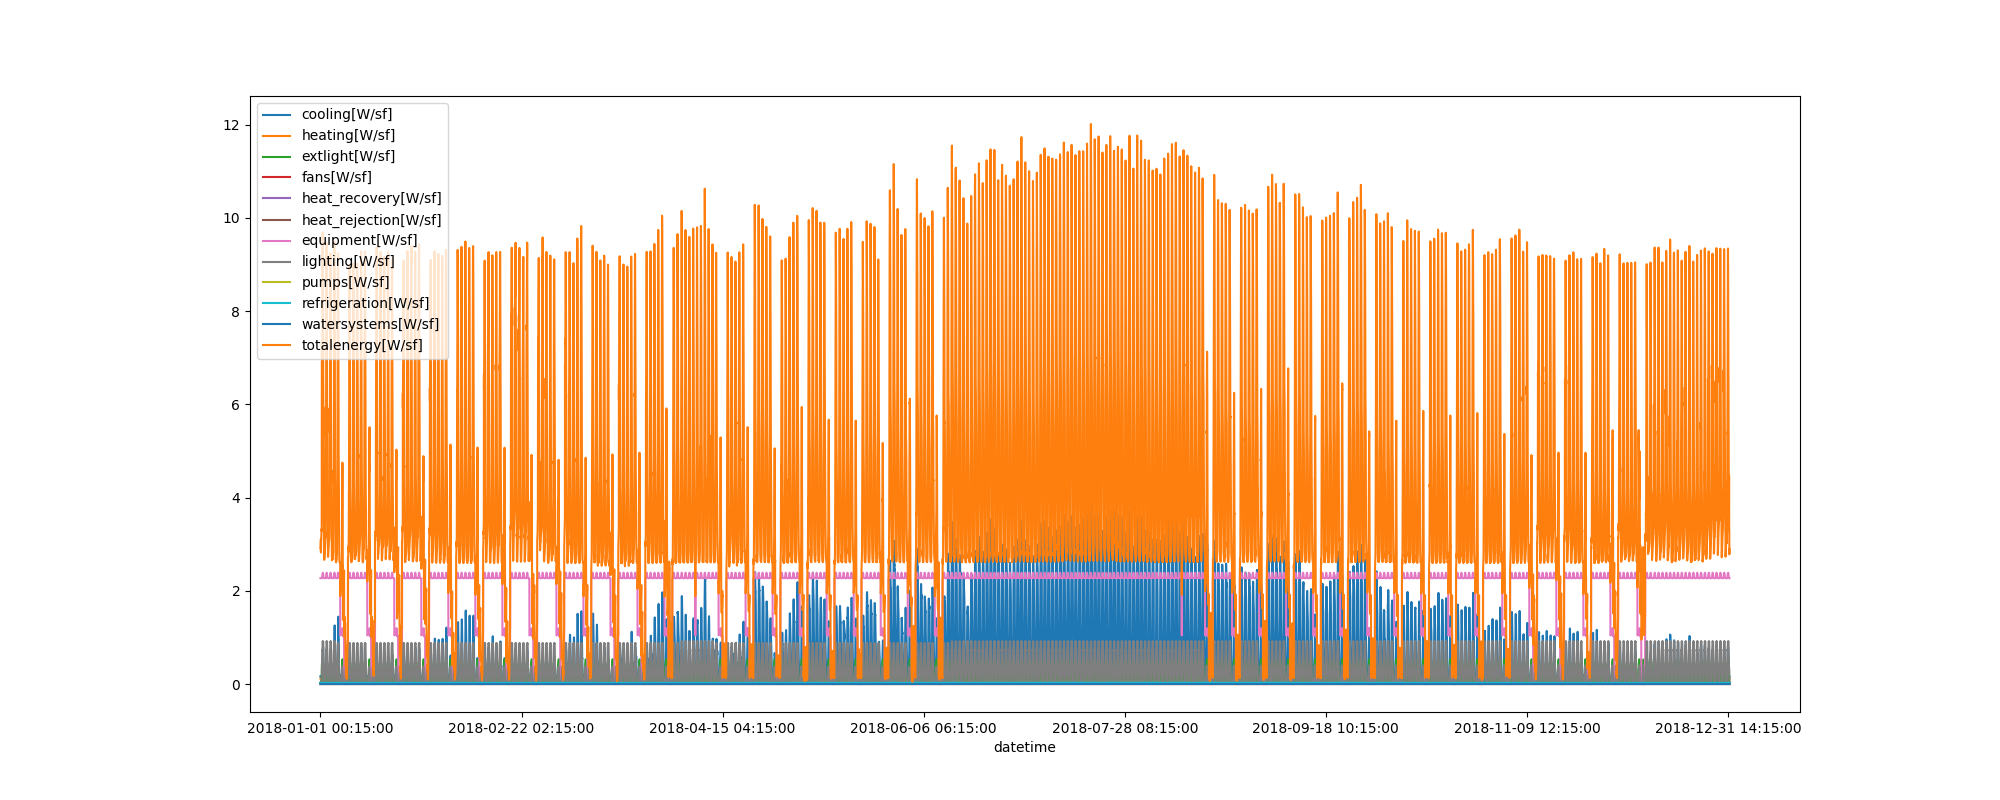 cooling[W/sf]
heating[W/sf]
extlight[W/sf]
fans[W/sf]
heat_recovery[W/sf]
heat_rejection[W/sf]
equipment[W/sf]
lighting[W/sf]
pumps[W/sf]
refrigeration[W/sf]
watersystems[W/sf]
totalenergy[W/sf]
12
10
8
6
4
2
0
2018-01-01 00:15:00 2018-02-22 02:15:00 2018-04-15 04:15:00 2018-06-06 06:15:00 2018-07-28 08:15:00 2018-09-18 10:15:00 2018-11-09 12:15:00 2018-12-31 14:15:00
datetime